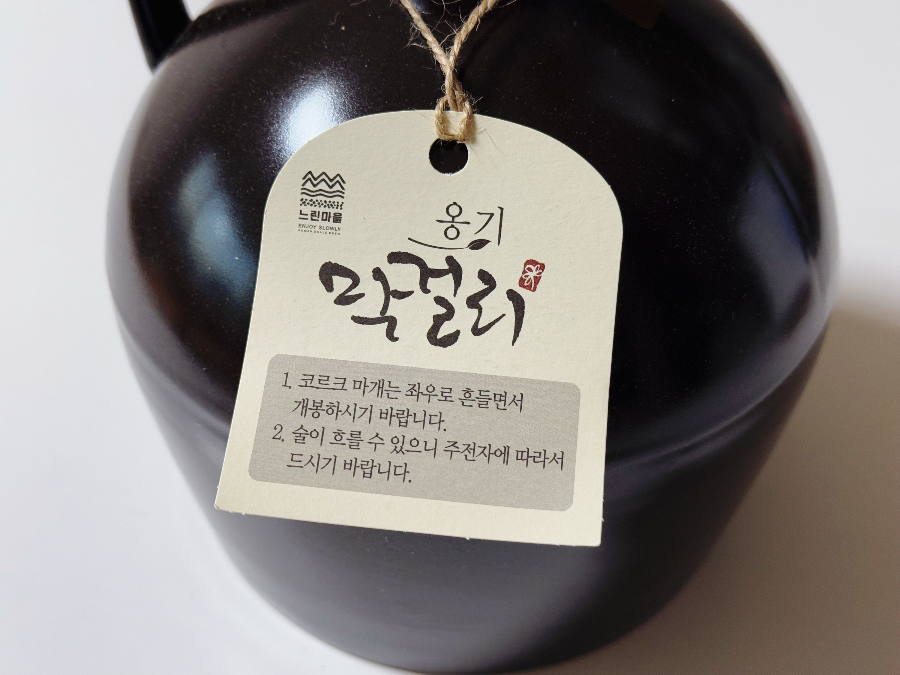 느린마을
ENJOY SLOWLY
옹기
막걸리
1. 코르크 마개는 좌우로 흔들면서
개봉하시기 바랍니다.
2. 술이 흐를 수 있으니 주전자에 따라서
드시기 바랍니다.